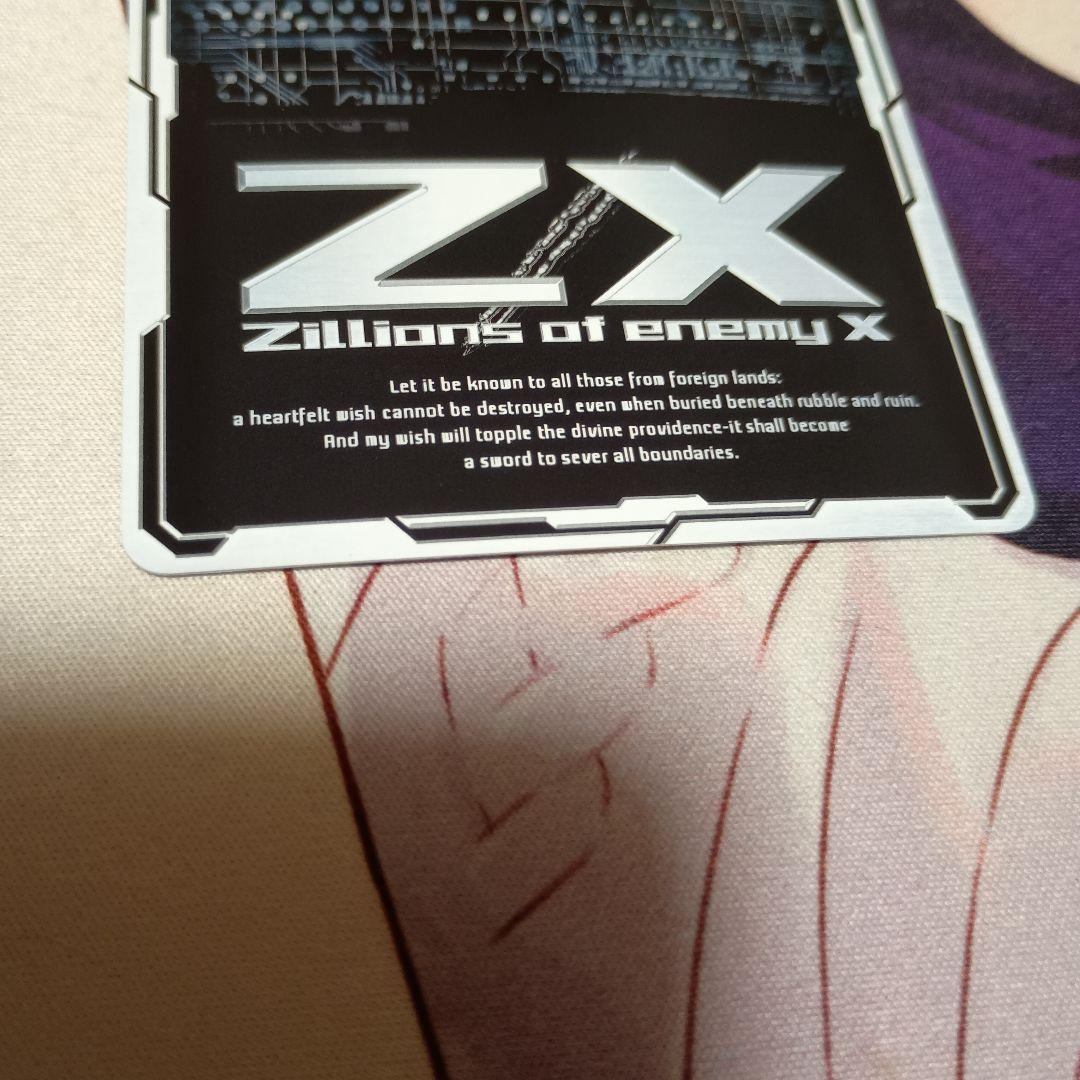 Z/X
Zillions of enemy X
Let it be known to all those from foreign lands:
a heartfelt wish cannot be destroyed, even when buried beneath rubble and ruin.
And my wish will topple the divine providence-it shall become
a sword to sever all boundaries.